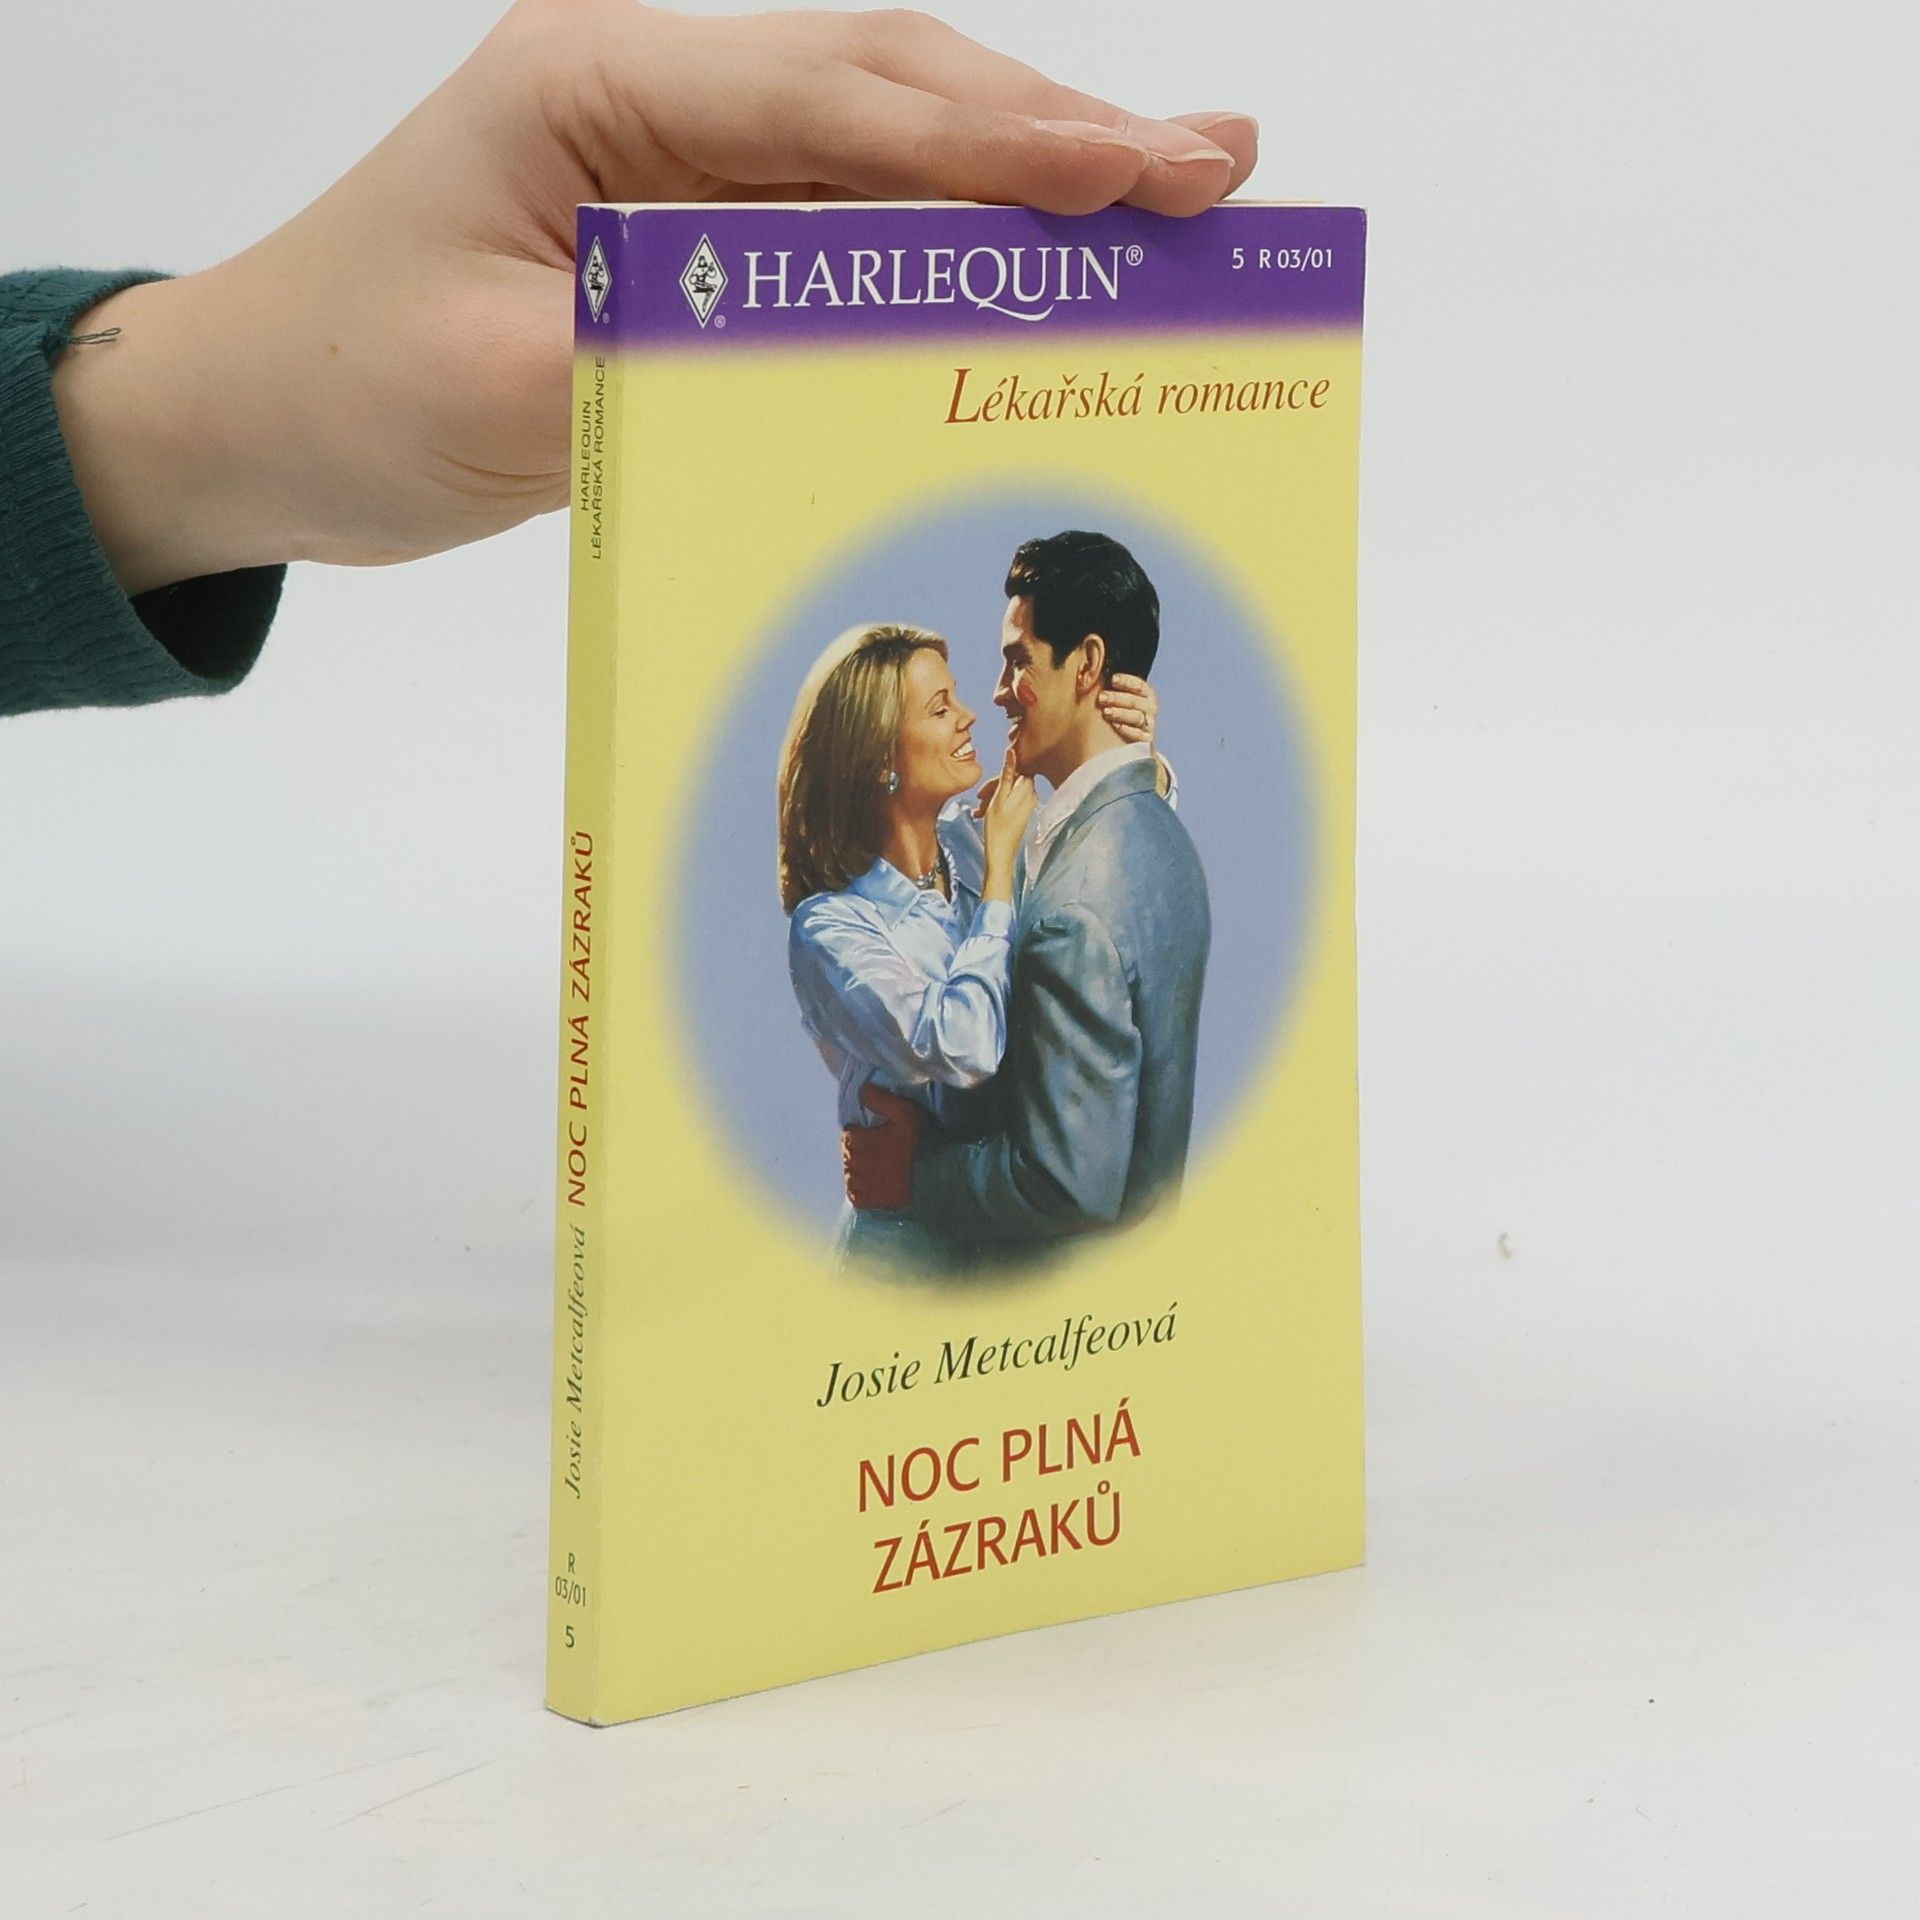 HARLEQUIN®
5 R 03/01
Lékařská romance
Josie Metcalfeová
NOC PLNÁ
ZÁZRAKŮ
®
HARLEQUIN
LÉKAŘSKÁ ROMANCE
NOC PLNÁ ZÁZRAKŮ
Josie Metcalfeová
R
03/01
5
®